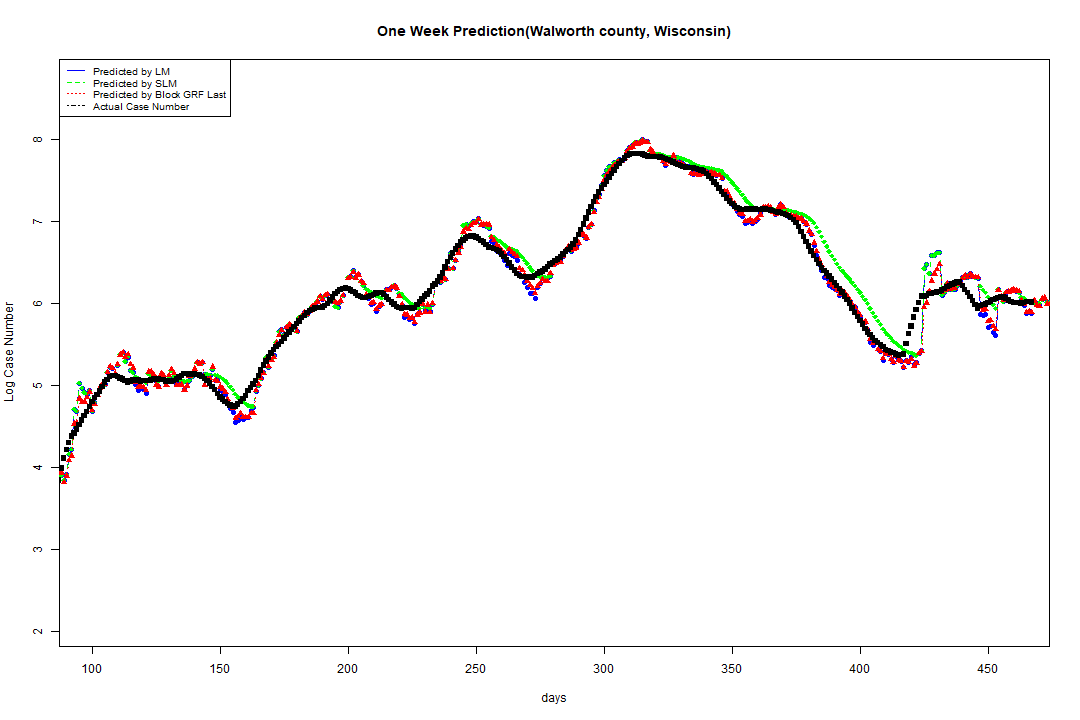 One Week Prediction(Walworth county, Wisconsin)
Predicted by LM
Predicted by SLM
Predicted by Block GRF Last
Actual Case Number
8
7
6
5
4
3
2
Log Case Number
100 150 200 250 300 350 400 450
days